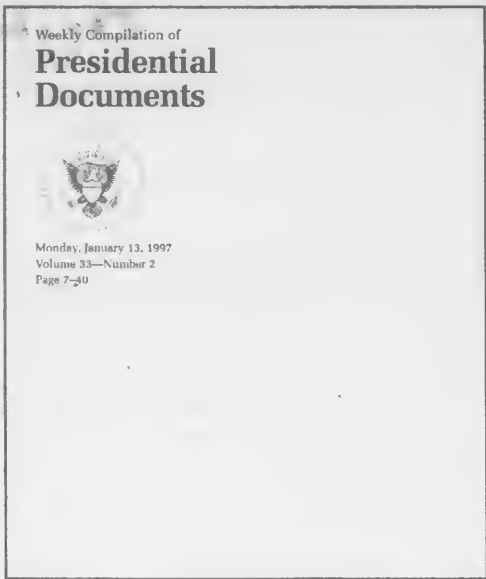 Weekly Compilation of
Presidential
Documents
Monday, January 13, 1997
Volume 33—Number 2
Page 7–40